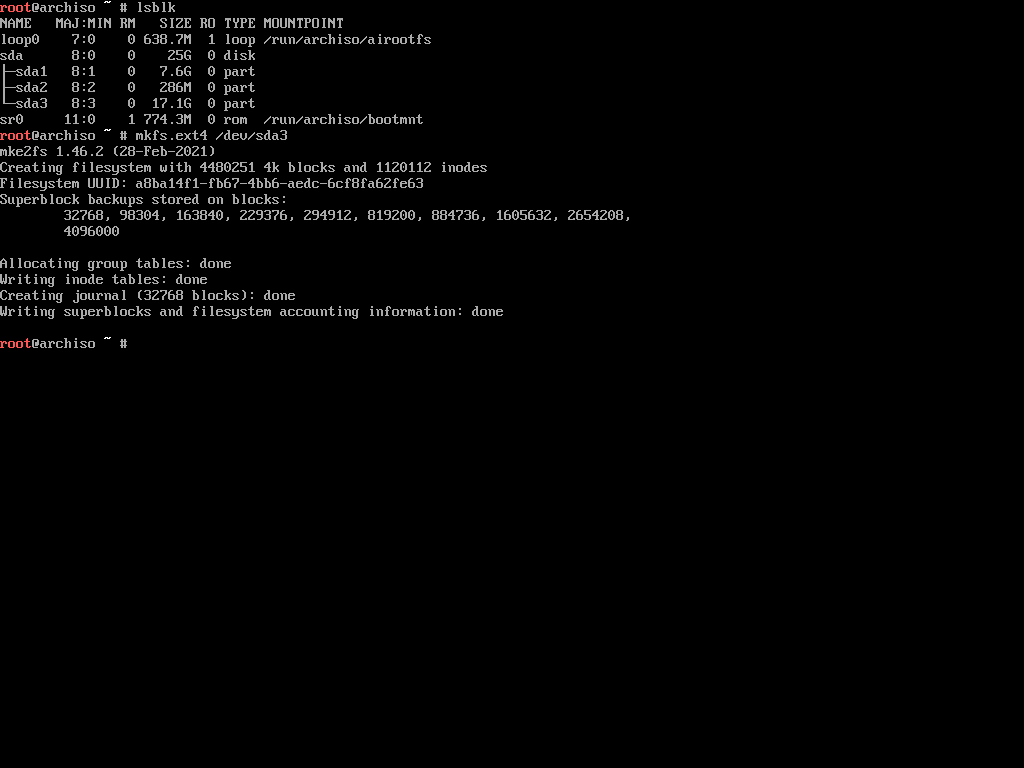 root@archiso ~ # lsblk
NAME   MAJ:MIN RM   SIZE RO TYPE MOUNTPOINT
loop0    7:0    0 638.7M  1 loop /run/archiso/airootfs
sda      8:0    0    25G  0 disk
├─sda1   8:1    0   7.6G  0 part
├─sda2   8:2    0   286M  0 part
└─sda3   8:3    0  17.1G  0 part
sr0     11:0    1 774.3M  0 rom  /run/archiso/bootmnt
root@archiso ~ # mkfs.ext4 /dev/sda3
mke2fs 1.46.2 (28-Feb-2021)
Creating filesystem with 4480251 4k blocks and 1120112 inodes
Filesystem UUID: a8ba14f1-fb67-4bb6-aedc-6cf8fa62fe63
Superblock backups stored on blocks:
        32768, 98304, 163840, 229376, 294912, 819200, 884736, 1605632, 2654208,
        4096000

Allocating group tables: done
Writing inode tables: done
Creating journal (32768 blocks): done
Writing superblocks and filesystem accounting information: done

root@archiso ~ #